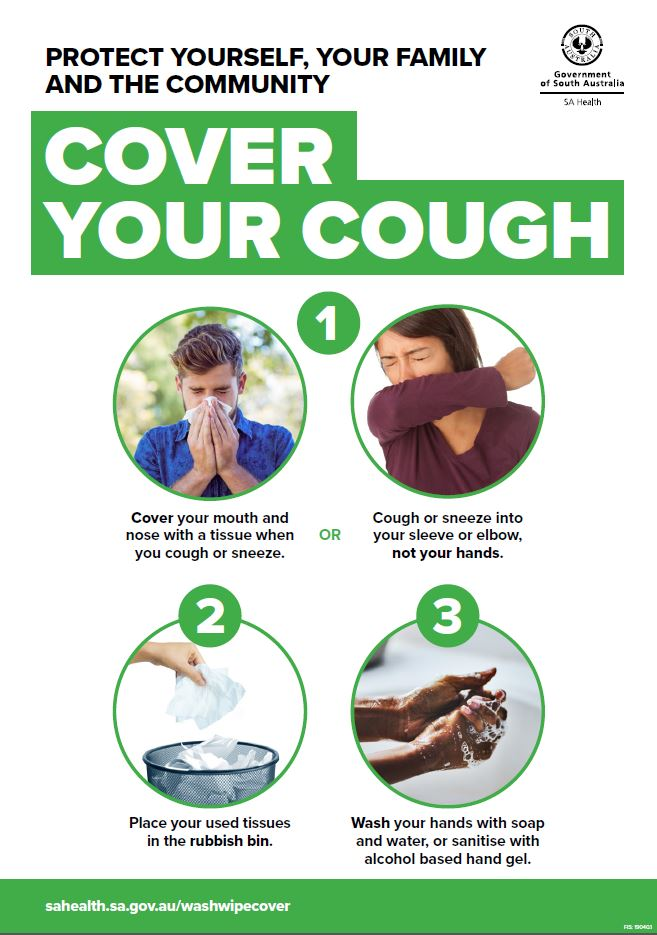 PROTECT YOURSELF, YOUR FAMILY
AND THE COMMUNITY
SOUTH
AUSTRALIA
Government
of South Australia
SA Health
COVER
YOUR COUGH
1
Cover your mouth and
nose with a tissue when
you cough or sneeze.
OR
Cough or sneeze into
your sleeve or elbow,
not your hands.
2
Place your used tissues
in the rubbish bin.
3
Wash your hands with soap
and water, or sanitise with
alcohol based hand gel.
sahealth.sa.gov.au/washwipecover